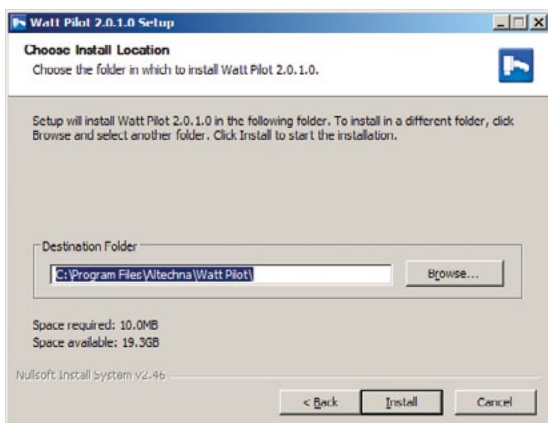 Watt Pilot 2.0.1.0 Setup
Choose Install Location
Choose the folder in which to install Watt Pilot 2.0.1.0.
Setup will install Watt Pilot 2.0.1.0 in the following folder. To install in a different folder, click
Browse and select another folder. Click Install to start the installation.
Destination Folder
C:\Program Files\Altechna\Watt Pilot\
Browse...
Space required: 10.0MB
Space available: 19.3GB
Nullsoft Install System v2.46
< Back
Install
Cancel